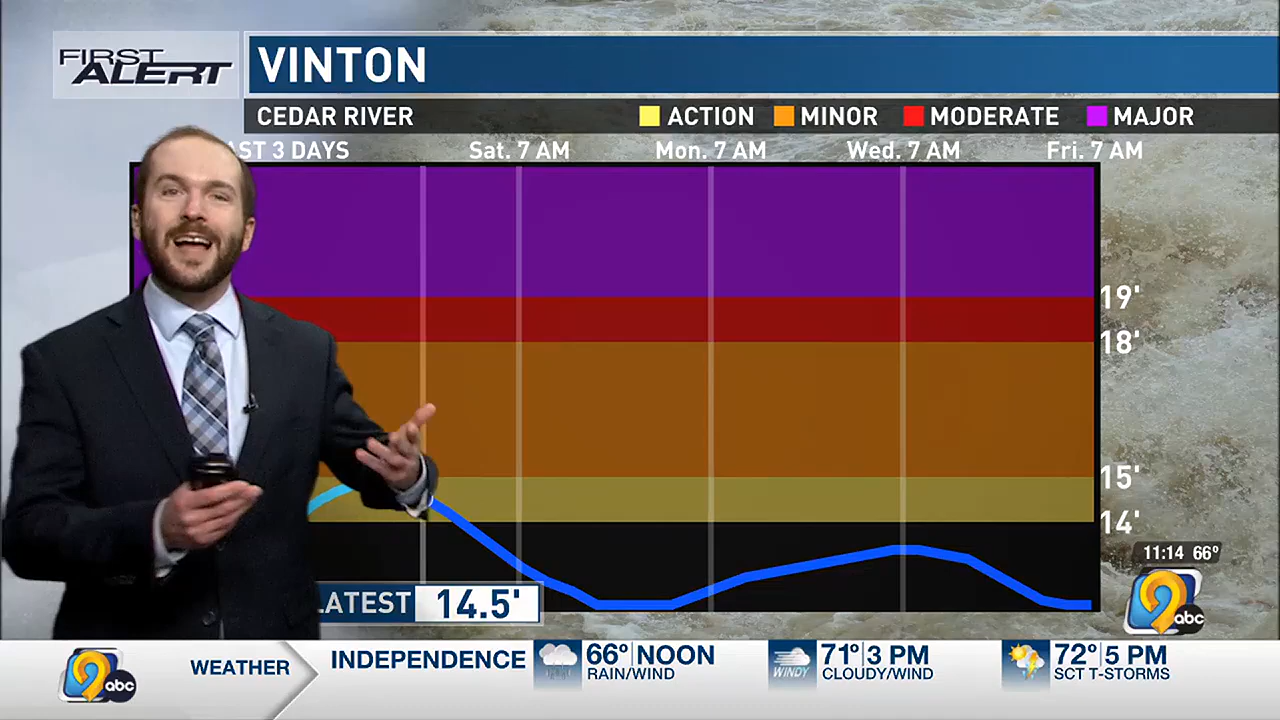 FIRST ALERT
VINTON
CEDAR RIVER
ACTION MINOR MODERATE MAJOR
AST 3 DAYS Sat. 7 AM Mon. 7 AM Wed. 7 AM Fri. 7 AM
19'
18'
15'
14'
11:14 66°
9 abc
LATEST 14.5'
9 abc
WEATHER
INDEPENDENCE
66° NOON
RAIN/WIND
WINDY
71° 3 PM
CLOUDY/WIND
72° 5 PM
SCT T-STORMS